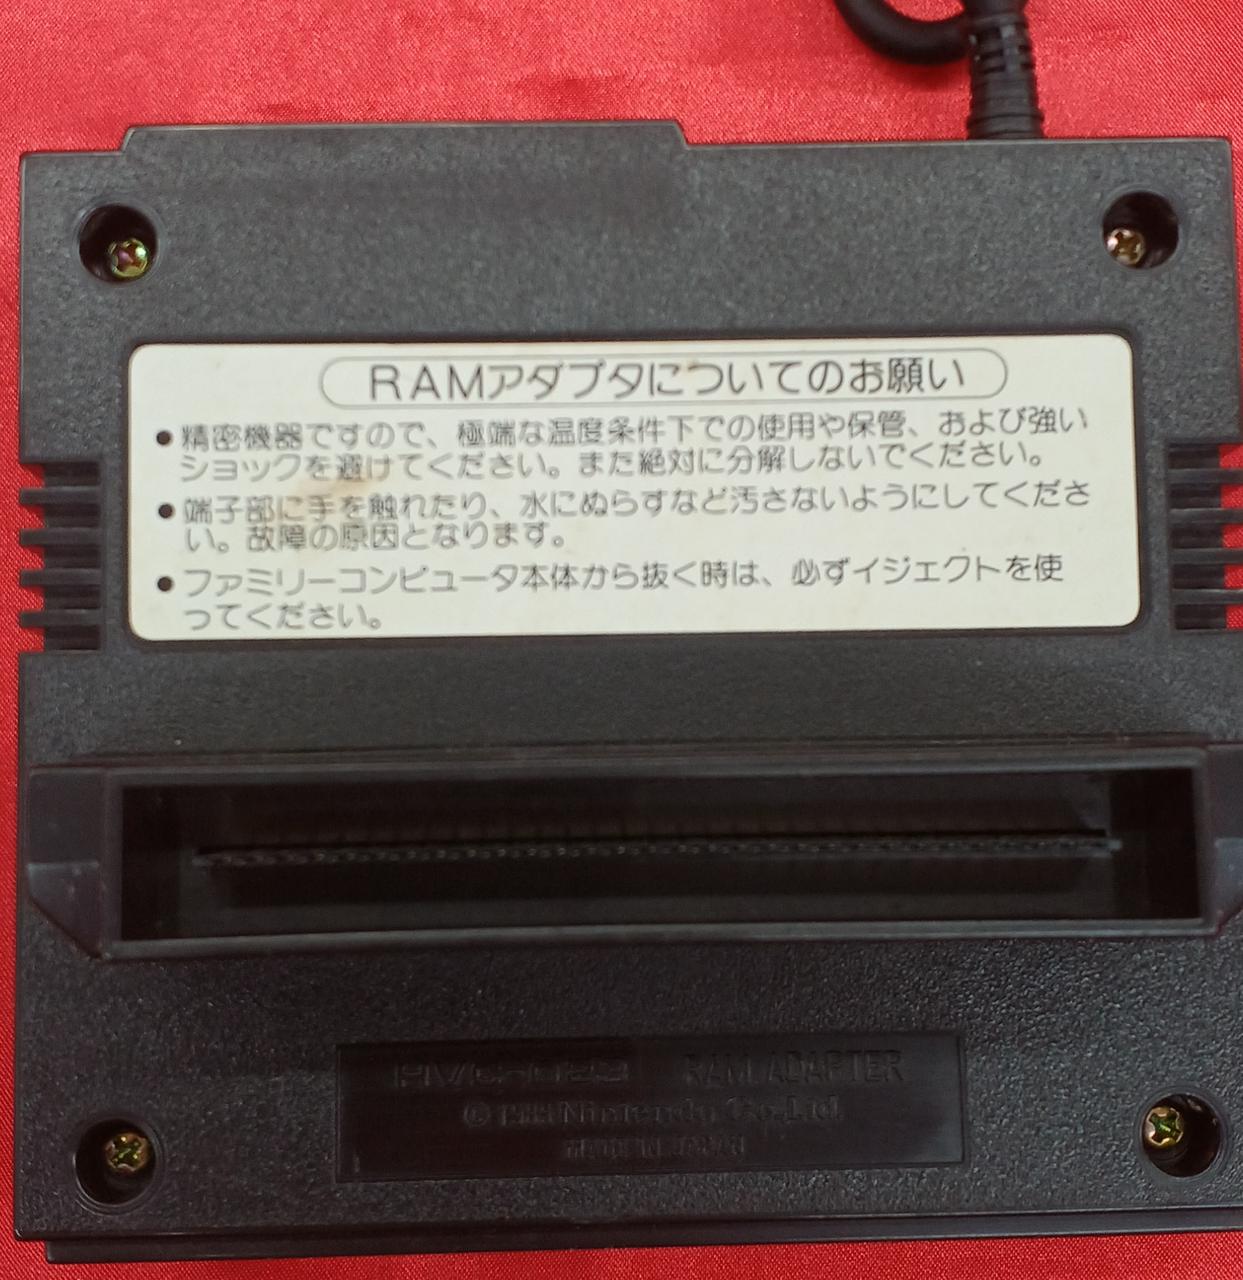 RAMアダプタについてのお願い
●精密機器ですので、極端な温度条件下での使用や保管、および強い
ショックを避けてください。また絶対に分解しないでください。
●端子部に手を触れたり、水にぬらすなど汚さないようにしてくださ
い。故障の原因となります。
●ファミリーコンピュータ本体から抜く時は、必ずイジェクトを使
ってください。
RAM ADAPTER
© Nintendo Co., Ltd.
MADE IN JAPAN